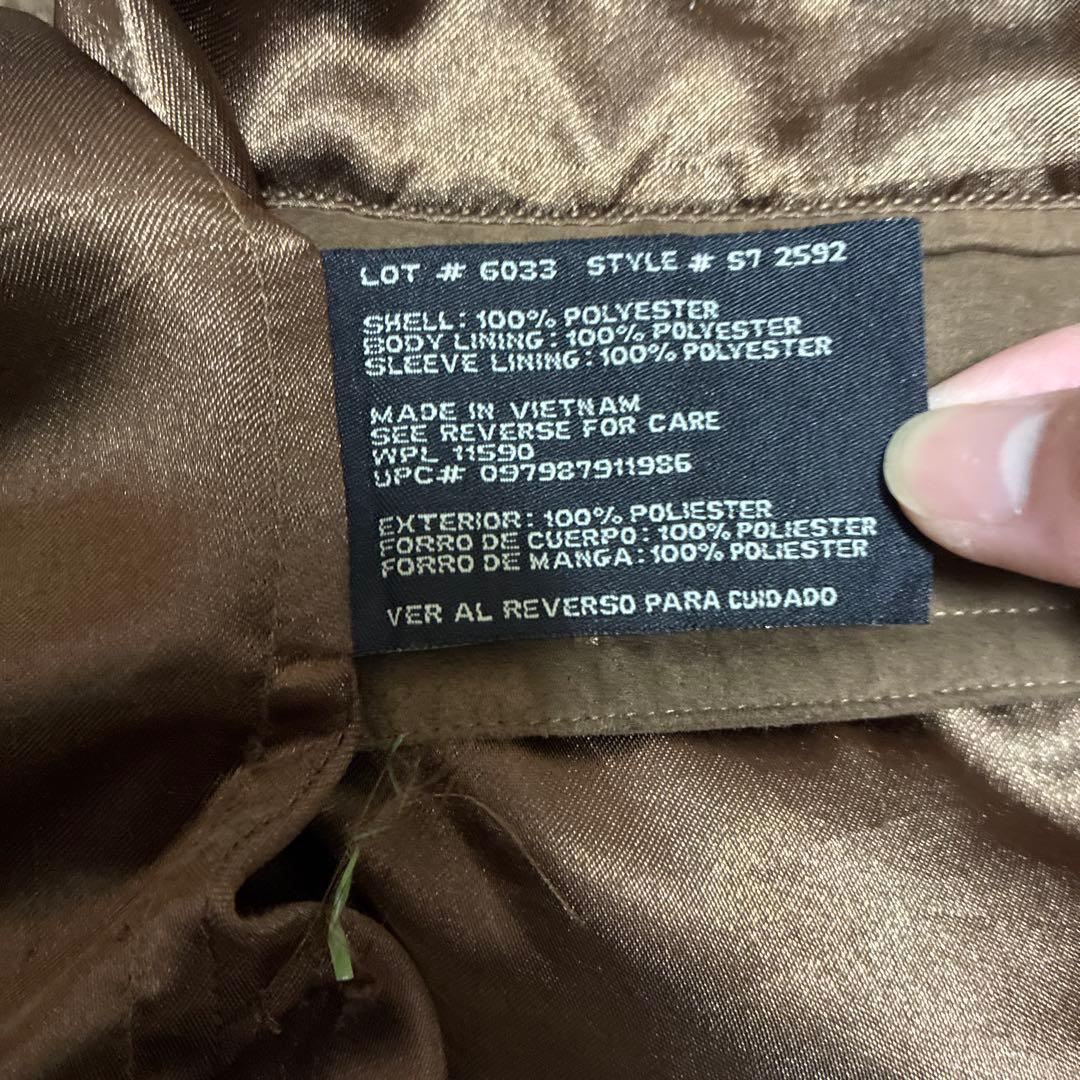 LOT # 6033 STYLE # S7 2592
SHELL: 100% POLYESTER
BODY LINING: 100% POLYESTER
SLEEVE LINING: 100% POLYESTER
MADE IN VIETNAM
SEE REVERSE FOR CARE
WPL 11590
UPC# 097987911986
EXTERIOR: 100% POLIESTER
FORRO DE CUERPO: 100% POLIESTER
FORRO DE MANGA: 100% POLIESTER
VER AL REVERSO PARA CUIDADO